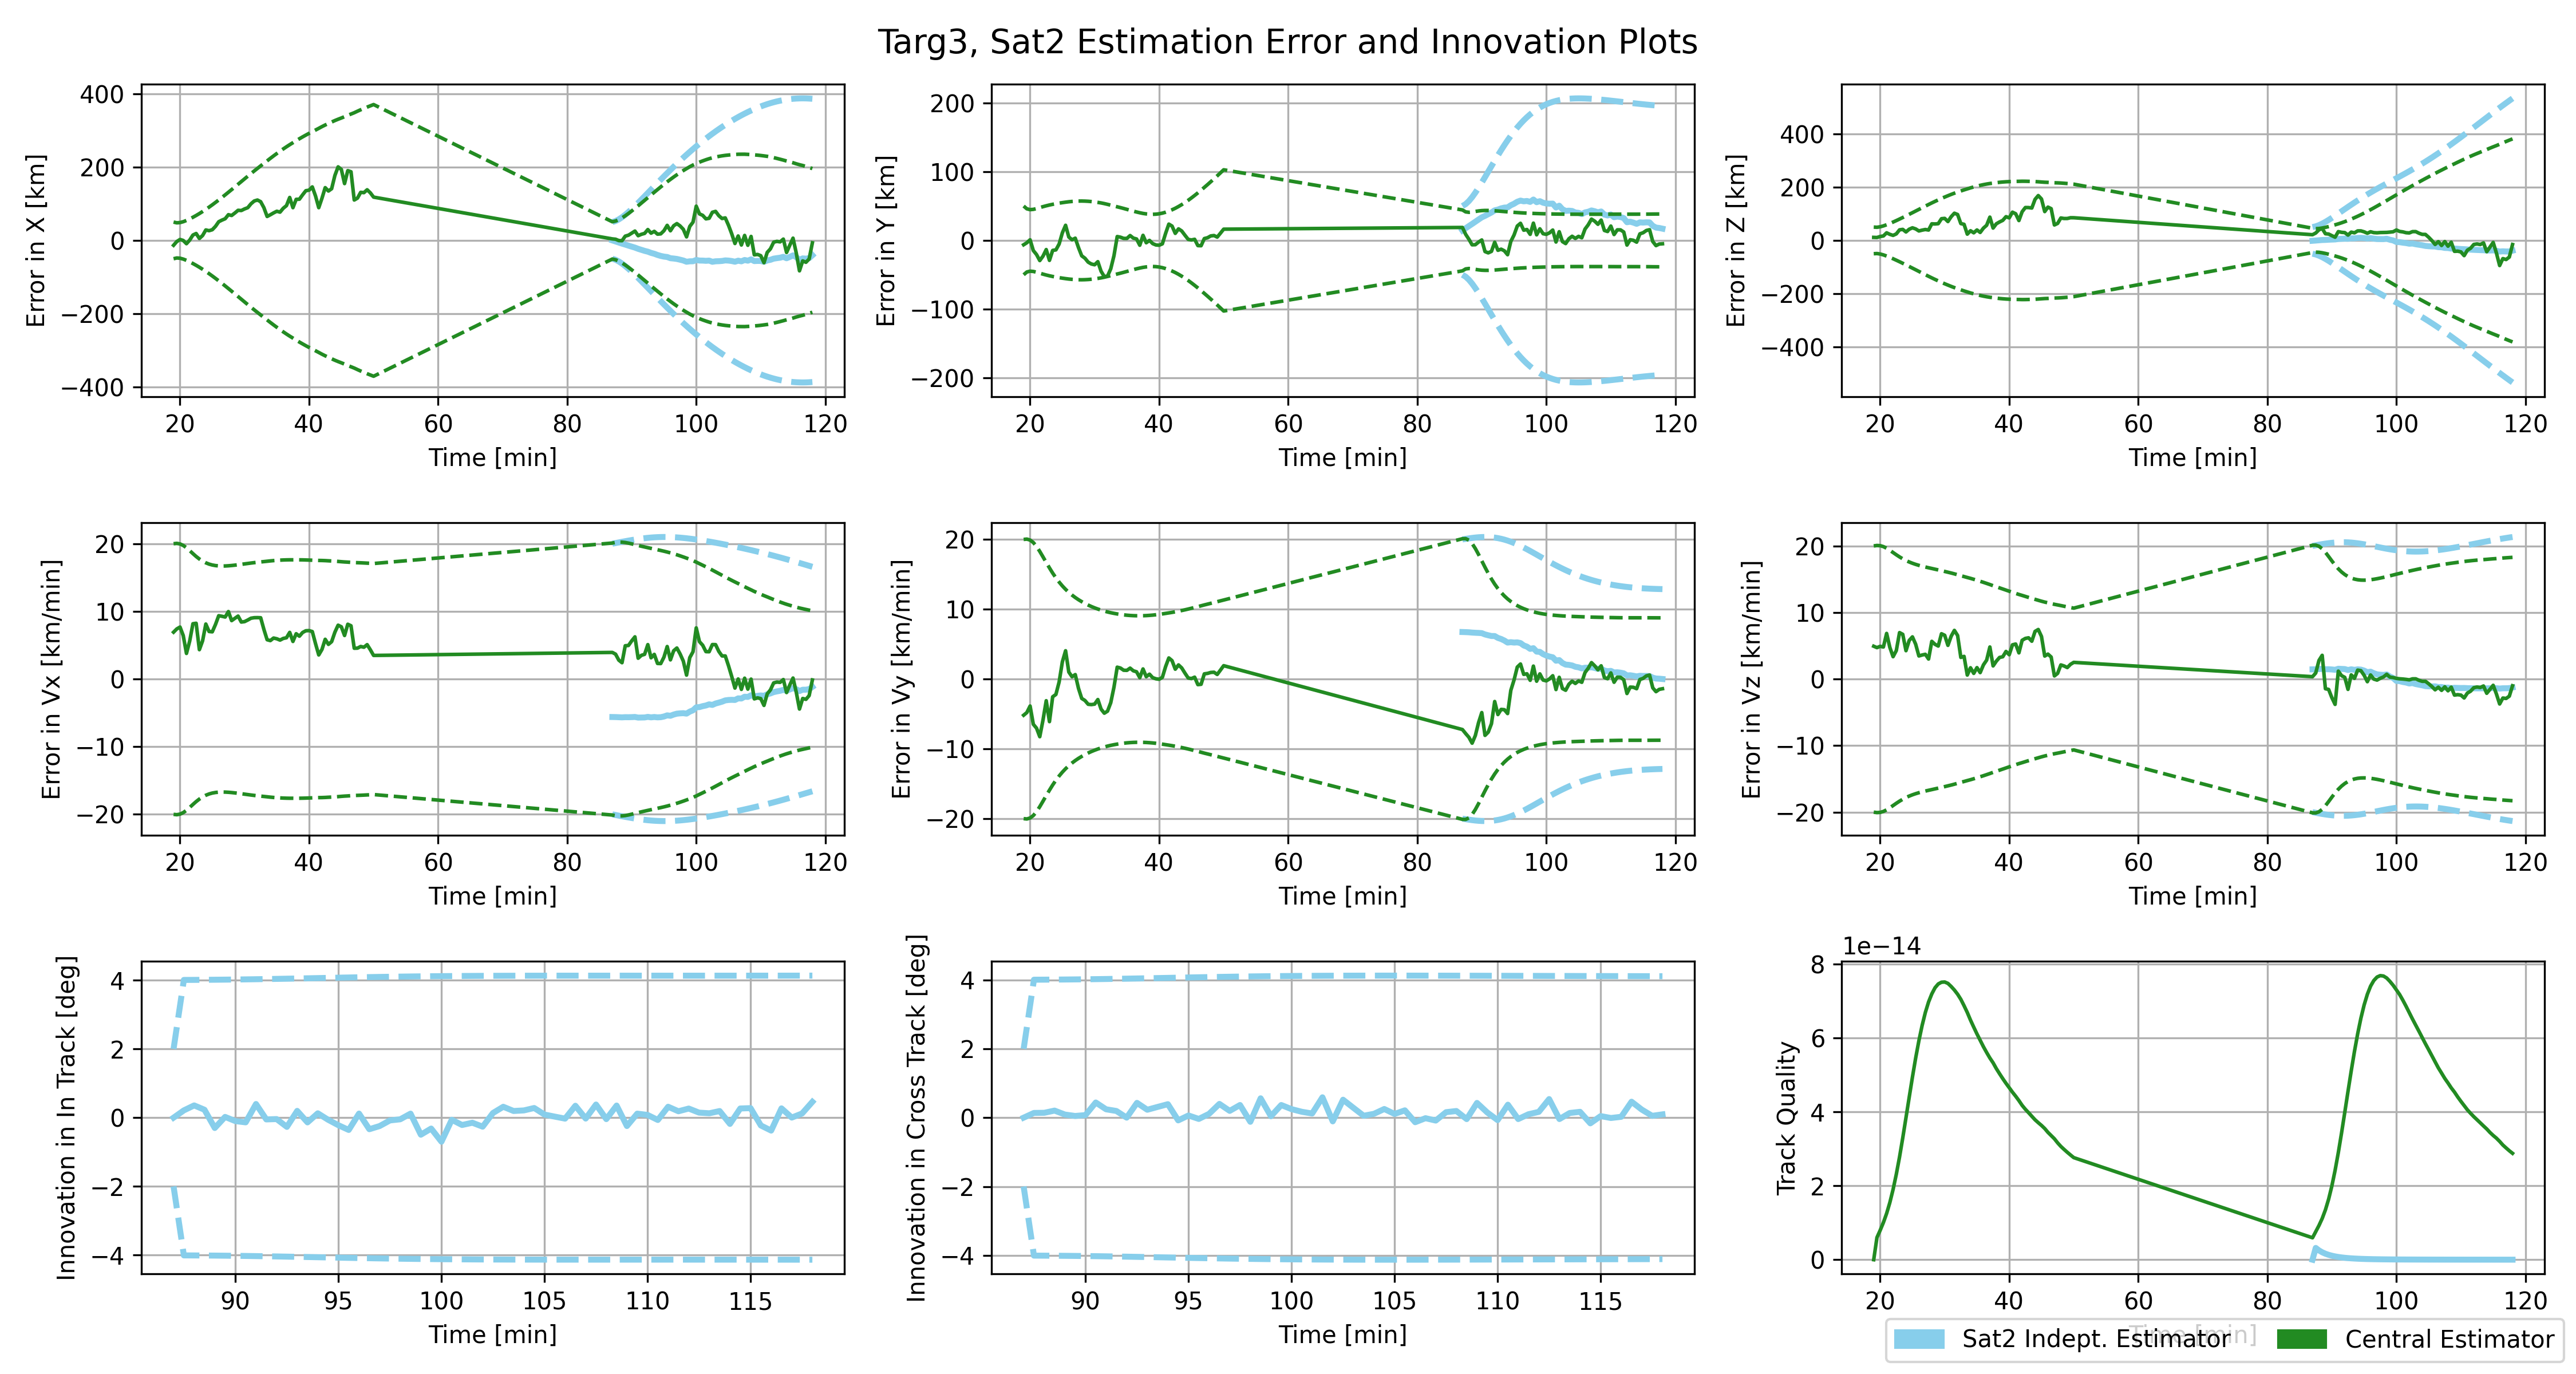 Targ3, Sat2 Estimation Error and Innovation Plots
Error in X [km]
400
200
0
−200
−400
20 40 60 80 100 120
Time [min]
Error in Y [km]
200
100
0
−100
−200
20 40 60 80 100 120
Time [min]
Error in Z [km]
400
200
0
−200
−400
20 40 60 80 100 120
Time [min]
Error in Vx [km/min]
20
10
0
−10
−20
20 40 60 80 100 120
Time [min]
Error in Vy [km/min]
20
10
0
−10
−20
20 40 60 80 100 120
Time [min]
Error in Vz [km/min]
20
10
0
−10
−20
20 40 60 80 100 120
Time [min]
Innovation in In Track [deg]
4
2
0
−2
−4
90 95 100 105 110 115
Time [min]
Innovation in Cross Track [deg]
4
2
0
−2
−4
90 95 100 105 110 115
Time [min]
1e−14
Track Quality
8
6
4
2
0
20 40 60 80 100 120
Time [min]
Sat2 Indept. Estimator Central Estimator